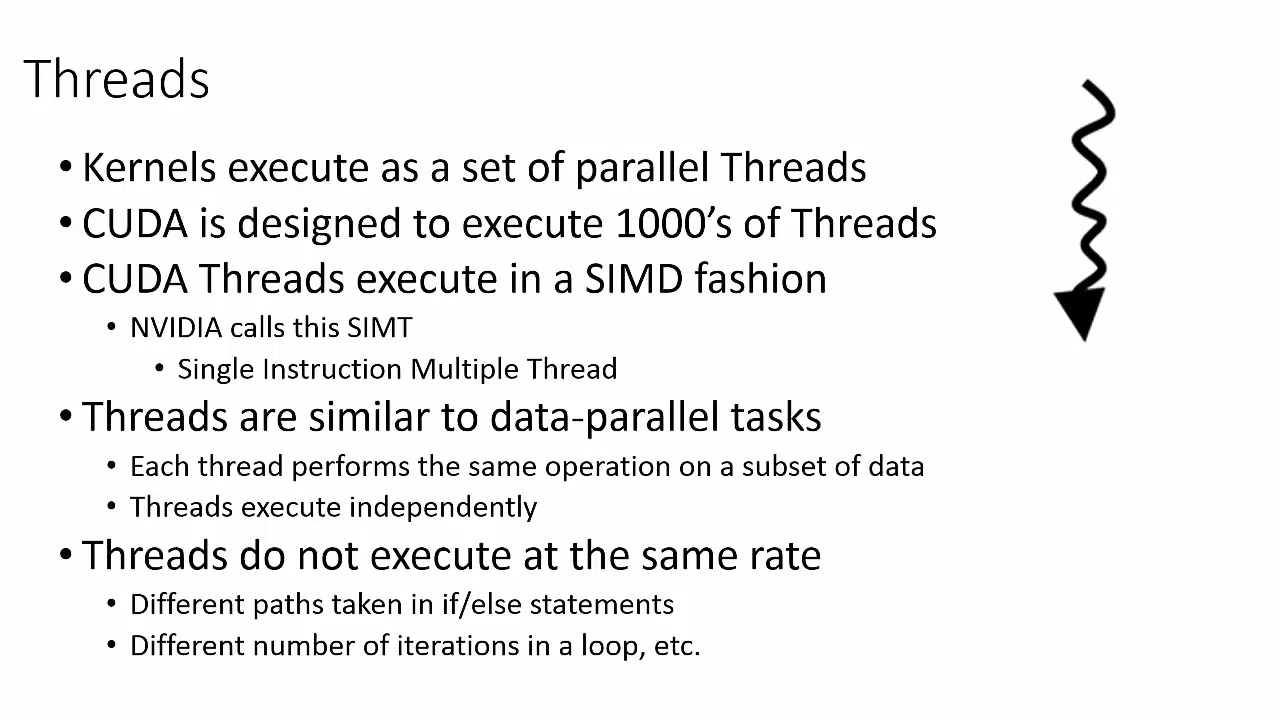 Threads
• Kernels execute as a set of parallel Threads
• CUDA is designed to execute 1000’s of Threads
• CUDA Threads execute in a SIMD fashion
• NVIDIA calls this SIMT
• Single Instruction Multiple Thread
• Threads are similar to data-parallel tasks
• Each thread performs the same operation on a subset of data
• Threads execute independently
• Threads do not execute at the same rate
• Different paths taken in if/else statements
• Different number of iterations in a loop, etc.